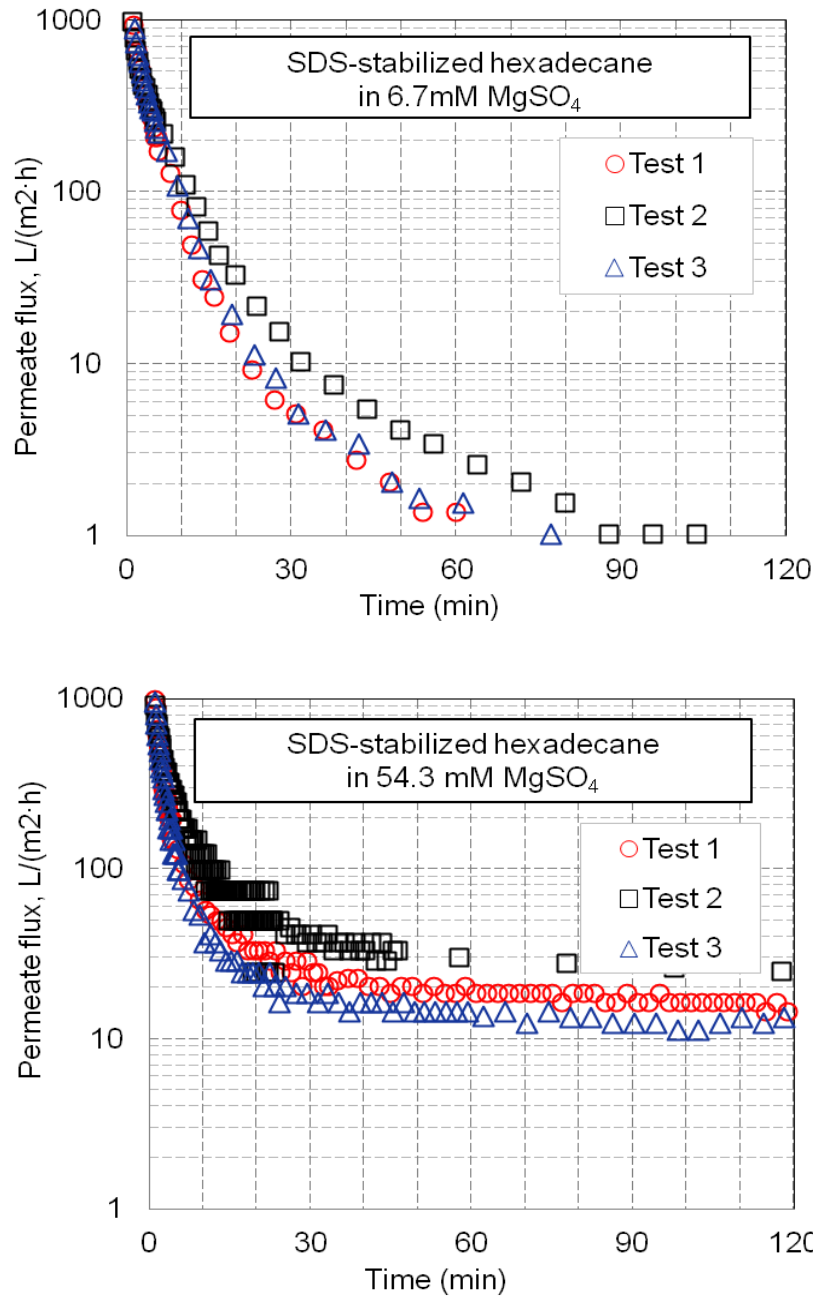 1000
SDS-stabilized hexadecane
in 6.7mM MgSO₄
Test 1
100
Test 2
Test 3
Permeate flux, L/(m2·h)
10
1
0 30 60 90 120
Time (min)
1000
SDS-stabilized hexadecane
in 54.3 mM MgSO₄
Test 1
100
Test 2
Test 3
Permeate flux, L/(m2·h)
10
1
0 30 60 90 120
Time (min)